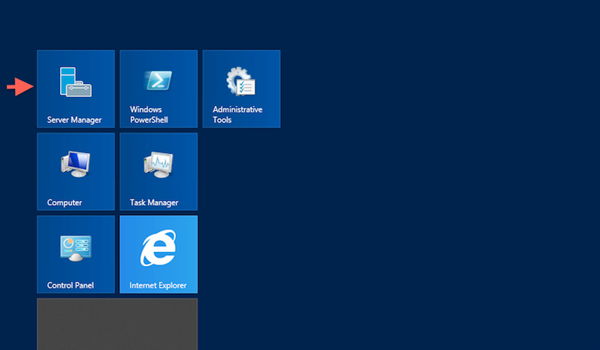 Server Manager
Windows
PowerShell
Administrative
Tools
Computer
Task Manager
Control Panel
Internet Explorer